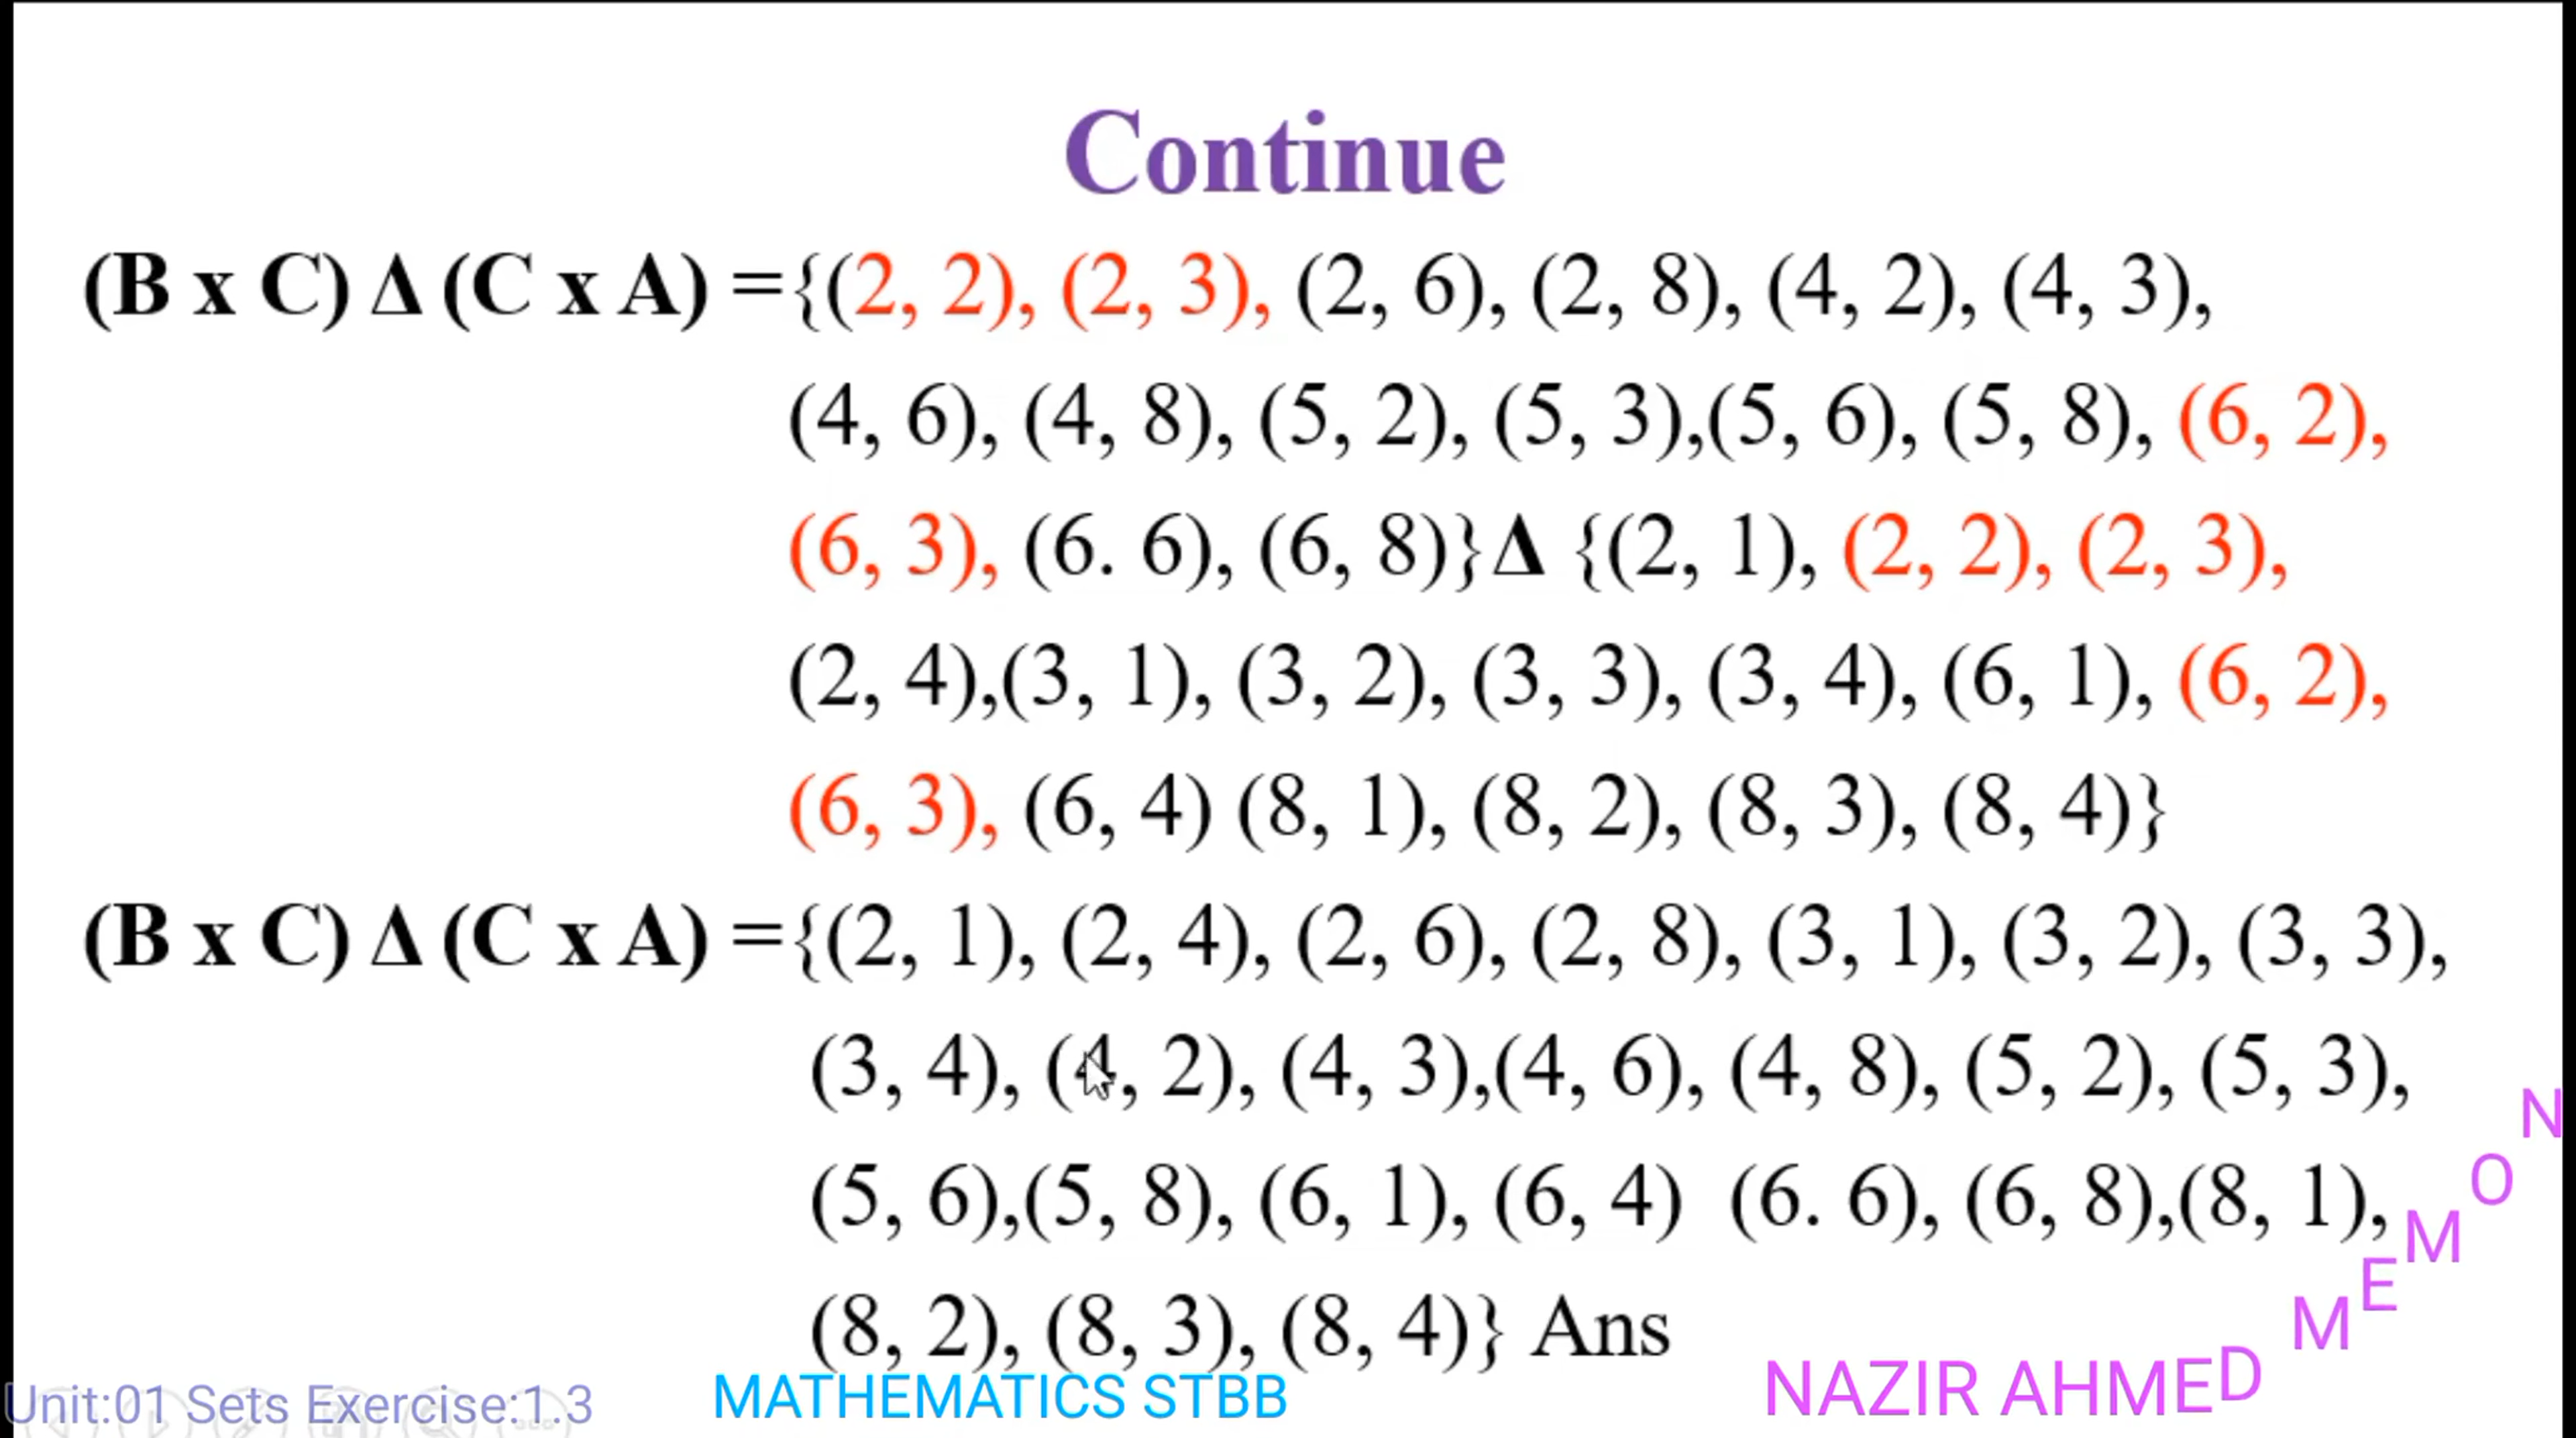 Continue
(B x C) Δ (C x A) ={(2, 2), (2, 3), (2, 6), (2, 8), (4, 2), (4, 3),
(4, 6), (4, 8), (5, 2), (5, 3),(5, 6), (5, 8), (6, 2),
(6, 3), (6. 6), (6, 8)}Δ {(2, 1), (2, 2), (2, 3),
(2, 4),(3, 1), (3, 2), (3, 3), (3, 4), (6, 1), (6, 2),
(6, 3), (6, 4) (8, 1), (8, 2), (8, 3), (8, 4)}
(B x C) Δ (C x A) ={(2, 1), (2, 4), (2, 6), (2, 8), (3, 1), (3, 2), (3, 3),
(3, 4), (4, 2), (4, 3),(4, 6), (4, 8), (5, 2), (5, 3),
(5, 6),(5, 8), (6, 1), (6, 4) (6. 6), (6, 8),(8, 1),
(8, 2), (8, 3), (8, 4)} Ans
Unit:01 Sets Exercise:1.3
MATHEMATICS STBB
NAZIR AHMED MEMON